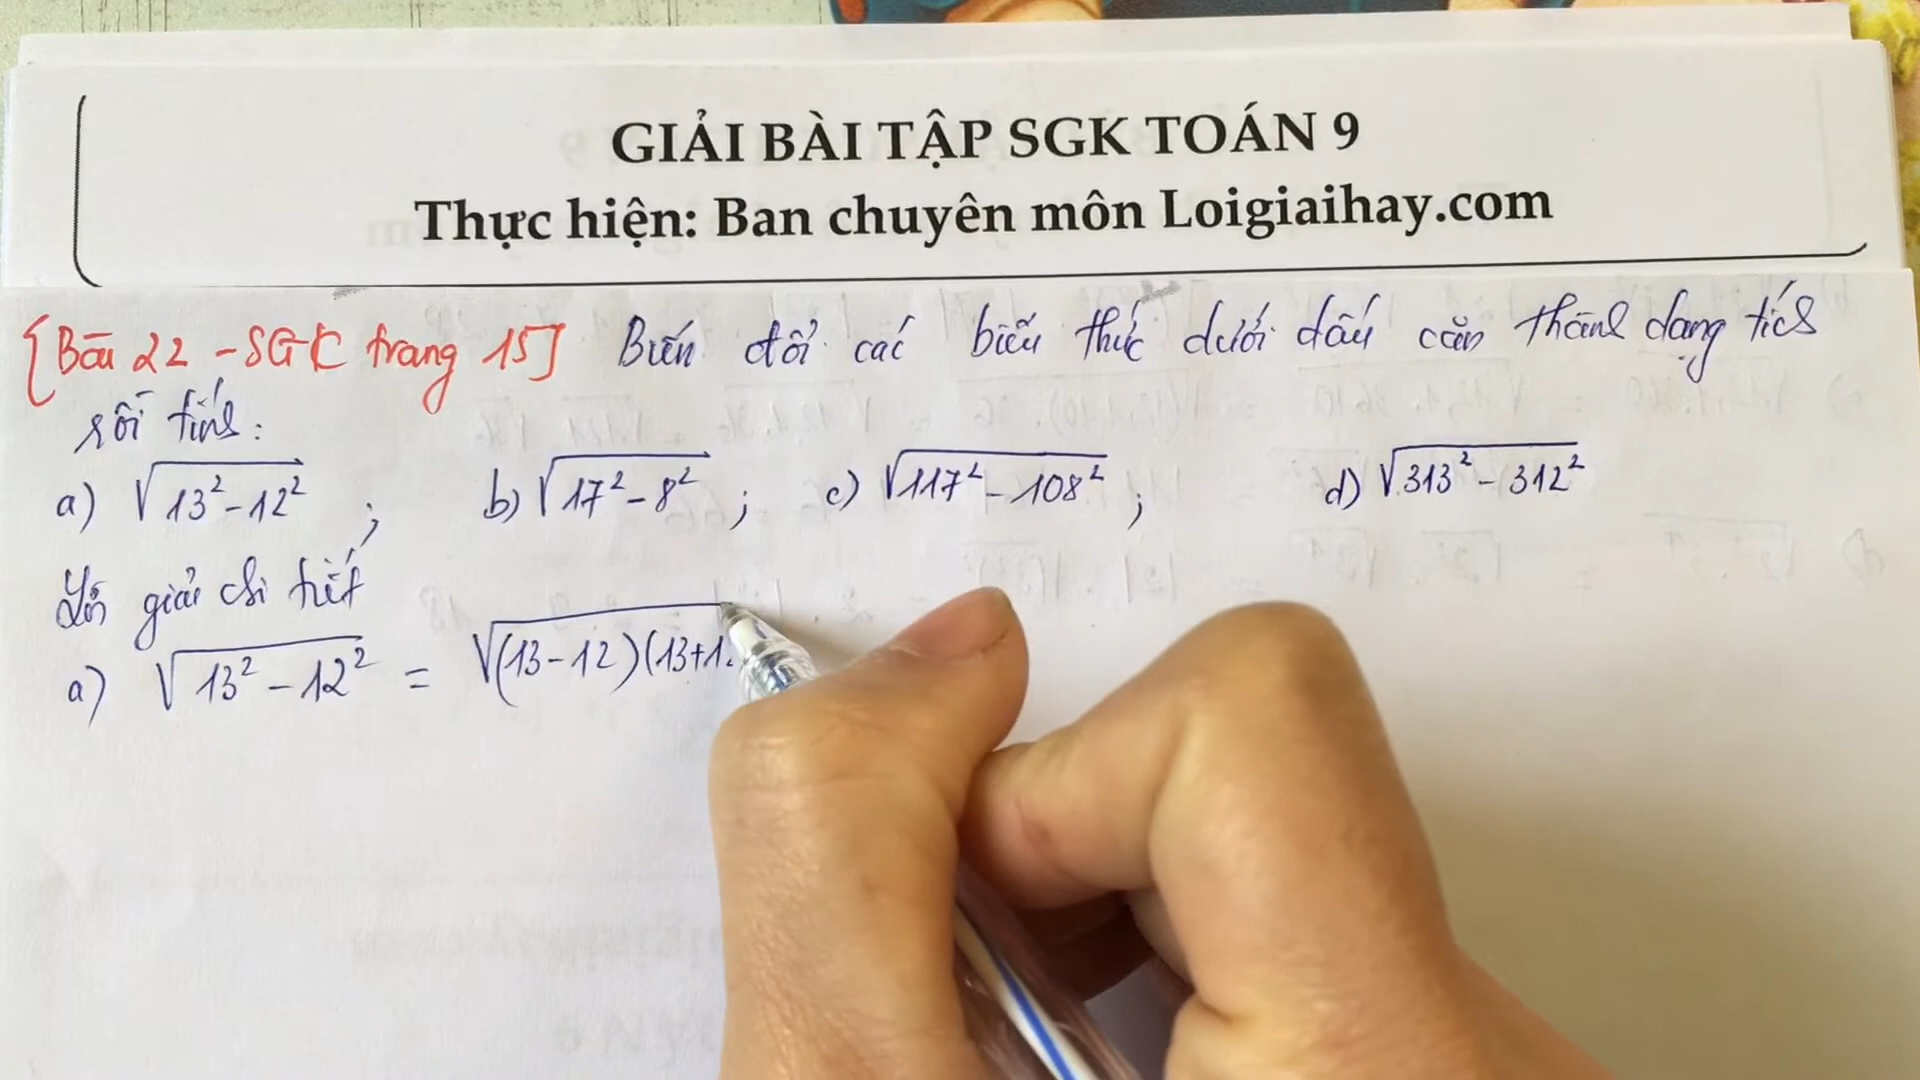 GIẢI BÀI TẬP SGK TOÁN 9
Thực hiện: Ban chuyên môn Loigiaihay.com
[Bài 22 - SGK trang 15] Biến đổi các biểu thức dưới dấu căn thành dạng tích
rồi tính:
a) √(13² - 12²) ; b) √(17² - 8²) ; c) √(117² - 108²) ; d) √(313² - 312²)
Lời giải chi tiết
a) √(13² - 12²) = √(13-12)(13+1